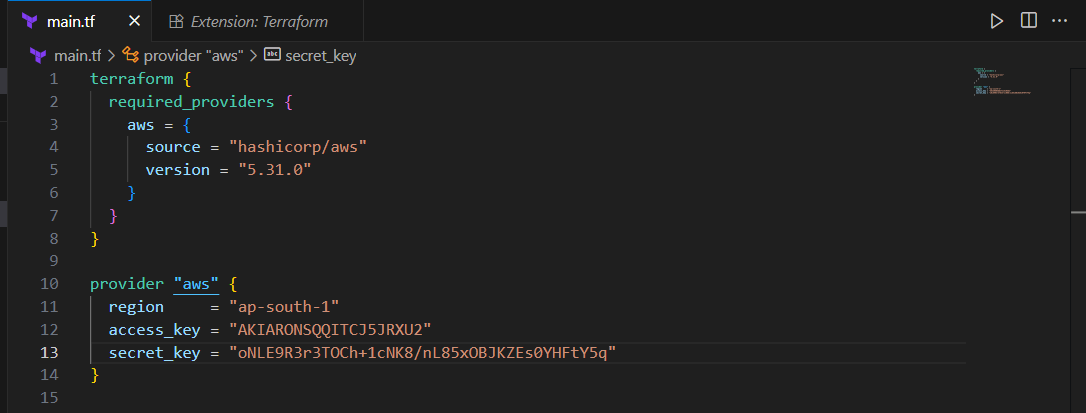 main.tf
Extension: Terraform
main.tf > provider "aws" > secret_key
1 terraform {
2 required_providers {
3 aws = {
4 source = "hashicorp/aws"
5 version = "5.31.0"
6 }
7 }
8 }
9
10 provider "aws" {
11 region = "ap-south-1"
12 access_key = "AKIARONSQQITCJ5JRXU2"
13 secret_key = "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"
14 }
15